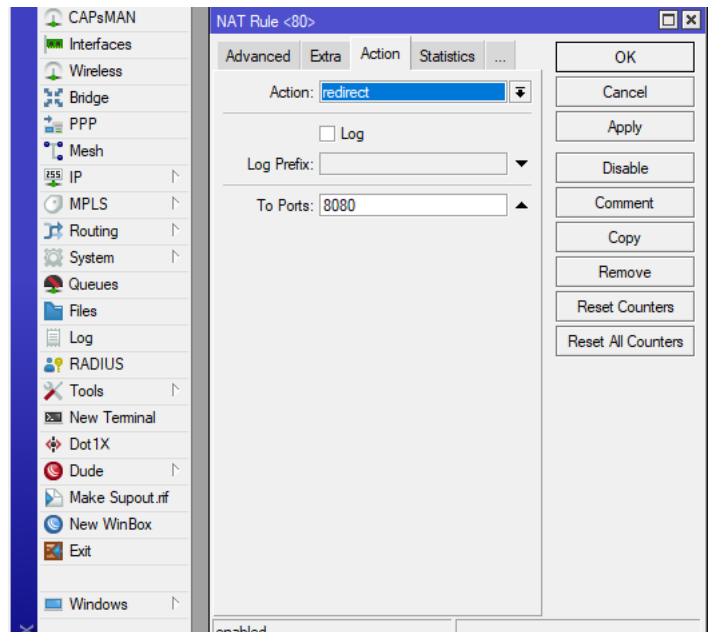 CAPsMAN
Interfaces
Wireless
Bridge
PPP
Mesh
255 IP
MPLS
Routing
System
Queues
Files
Log
RADIUS
Tools
New Terminal
Dot1X
Dude
Make Supout.rif
New WinBox
Exit
Windows
NAT Rule <80>
Advanced Extra Action Statistics ...
Action: redirect
Log
Log Prefix:
To Ports: 8080
OK
Cancel
Apply
Disable
Comment
Copy
Remove
Reset Counters
Reset All Counters
enabled